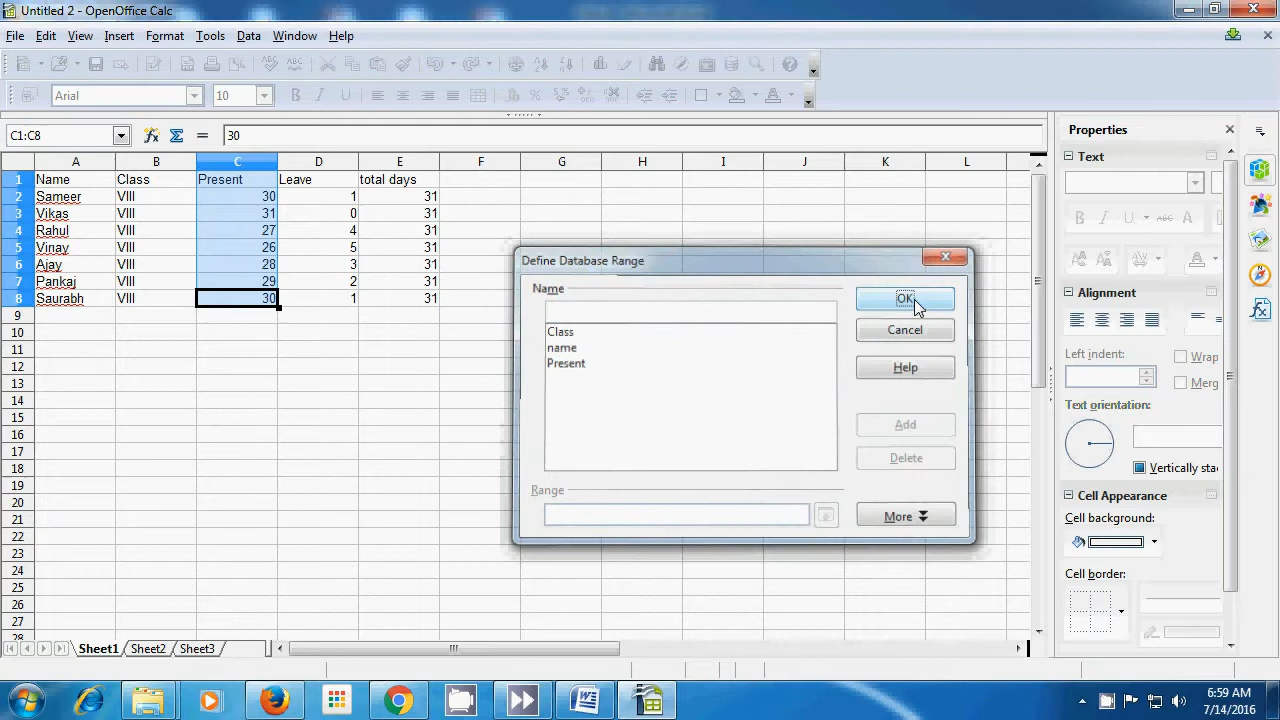 Untitled 2 - OpenOffice Calc
File Edit View Insert Format Tools Data Window Help
Arial 10
C1:C8 = 30
A B C D E F G H I J K L
1 Name Class Present Leave total days
2 Sameer VIII 30 1 31
3 Vikas VIII 31 0 31
4 Rahul VIII 27 4 31
5 Vinay VIII 26 5 31
6 Ajay VIII 28 3 31
7 Pankaj VIII 29 2 31
8 Saurabh VIII 30 1 31
9
10
11
12
13
14
15
16
17
18
19
20
21
22
23
24
25
26
27
28
Define Database Range
Name
Class
name
Present
Range
OK
Cancel
Help
Add
Delete
More
Properties
Text
Alignment
Left indent:
Wrap
Merg
Text orientation:
Vertically sta
Cell Appearance
Cell background:
Cell border:
Sheet1 Sheet2 Sheet3
6:59 AM
7/14/2016